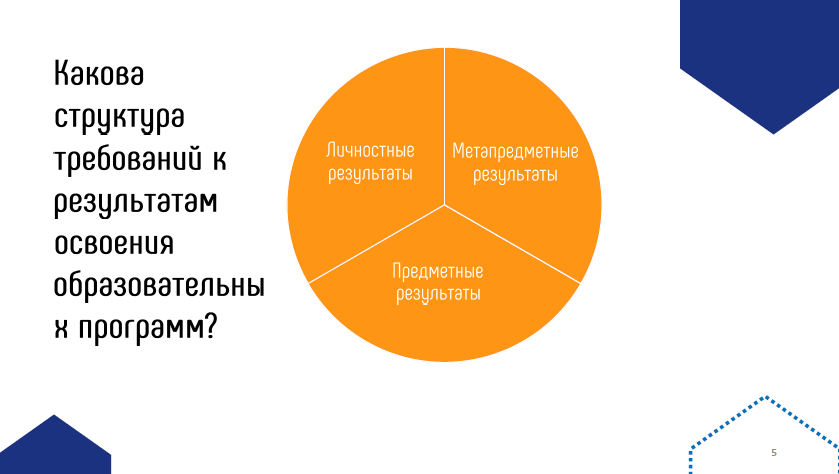 Какова
структура
требований к
результатам
освоения
образовательны
х программ?
Личностные
результаты
Метапредметные
результаты
Предметные
результаты
5